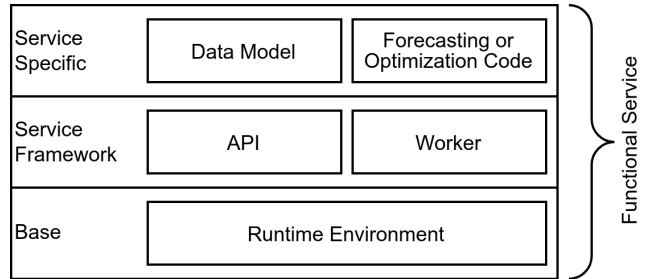 Service
Specific
Data Model
Forecasting or
Optimization Code
Service
Framework
API
Worker
Base
Runtime Environment
Functional Service